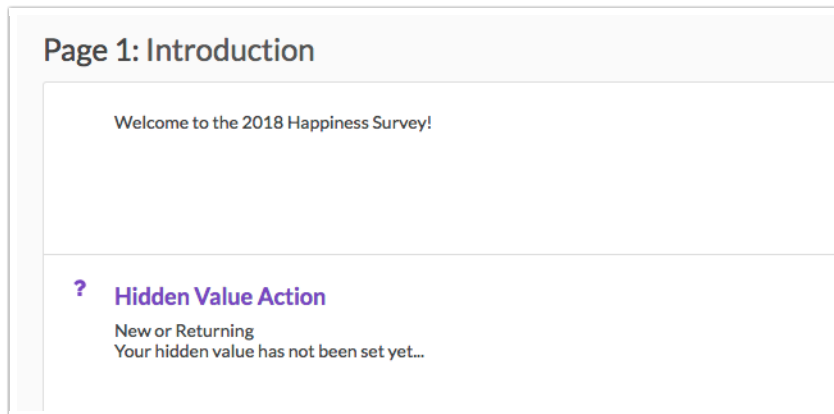 Page 1: Introduction
Welcome to the 2018 Happiness Survey!
?
Hidden Value Action
New or Returning
Your hidden value has not been set yet...